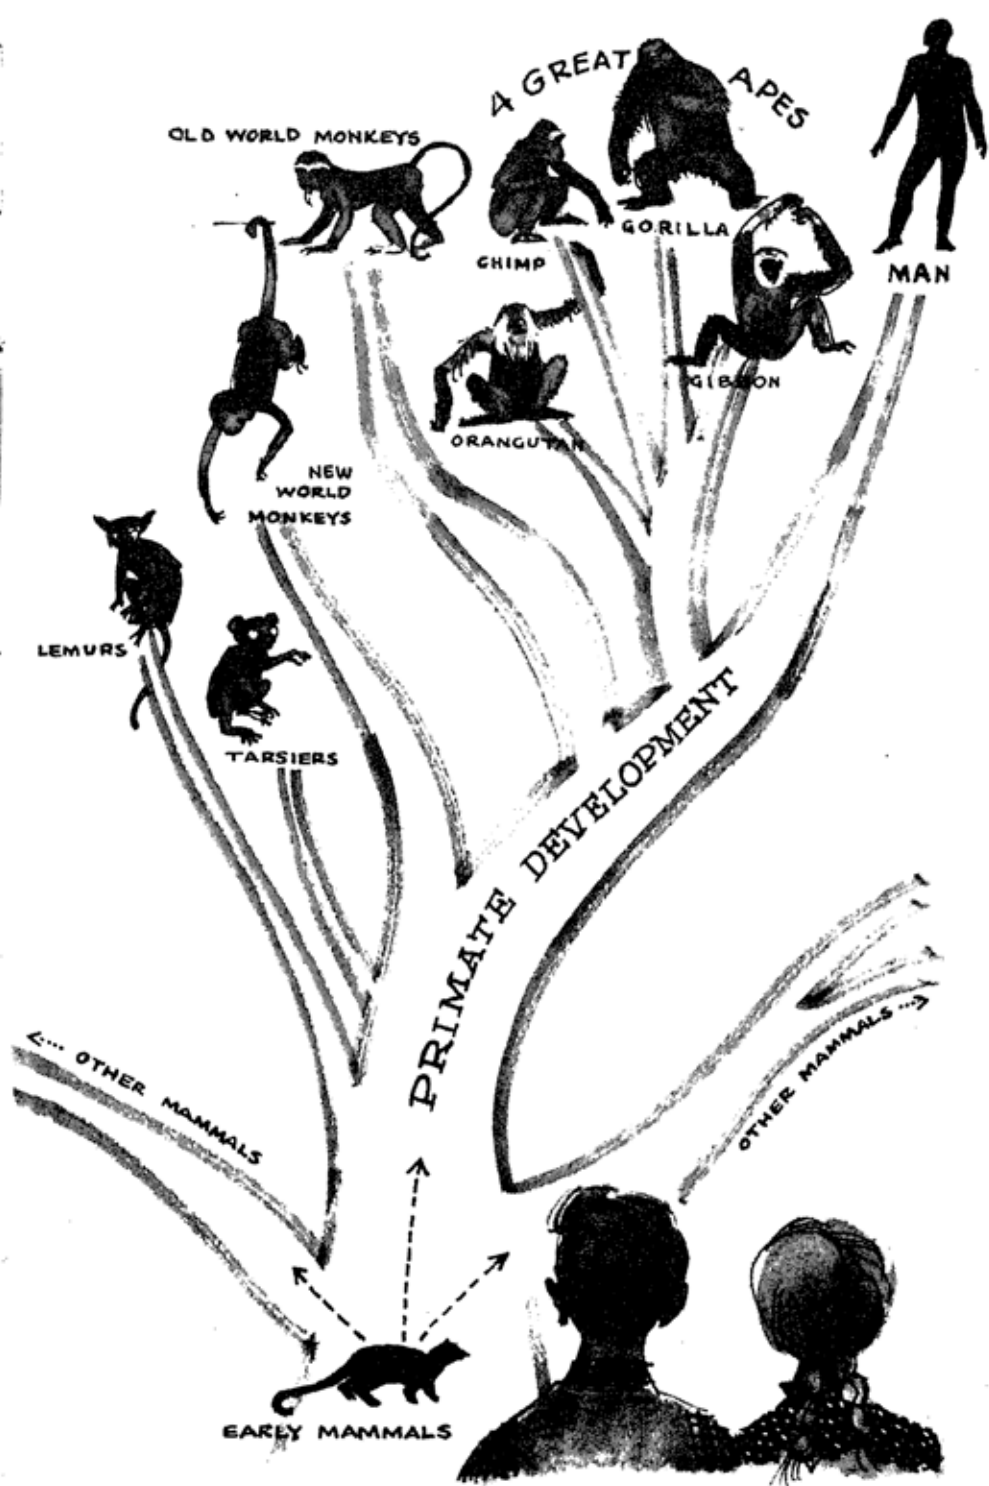 4 GREAT APES
OLD WORLD MONKEYS
CHIMP
GORILLA
MAN
GIBBON
ORANGUTAN
NEW
WORLD
MONKEYS
LEMURS
TARSIERS
PRIMATE DEVELOPMENT
<···· OTHER MAMMALS
OTHER MAMMALS ···>
EARLY MAMMALS